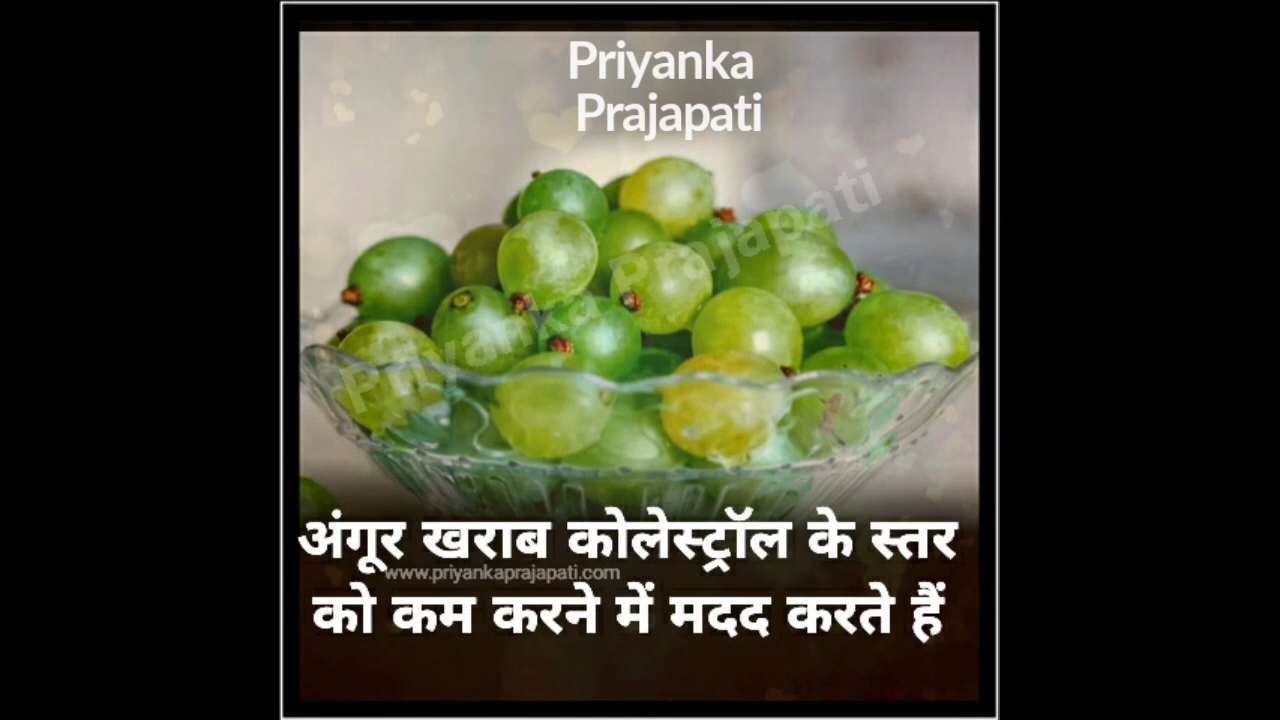 Priyanka
Prajapati
Priyanka Prajapati
अंगूर खराब कोलेस्ट्रॉल के स्तर
www.priyankaprajapati.com
को कम करने में मदद करते हैं